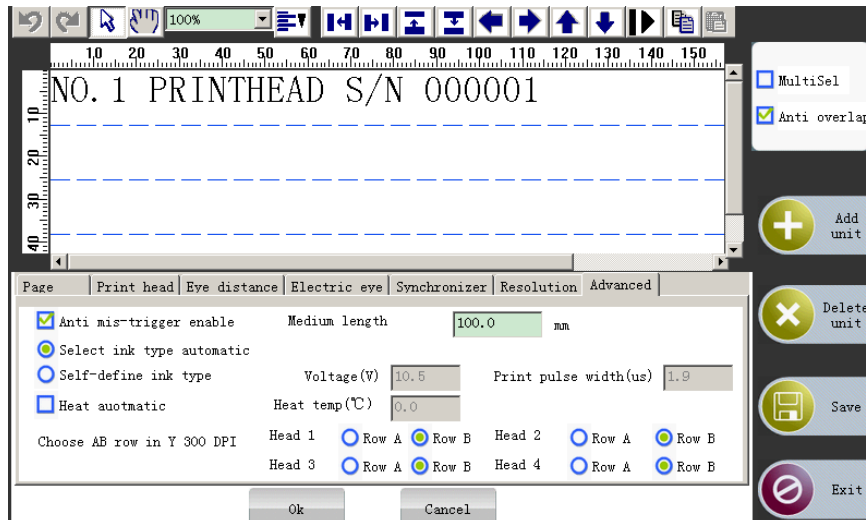 100%
10 20 30 40 50 60 70 80 90 100 110 120 130 140 150
10
20
30
40
NO. 1 PRINTHEAD S/N 000001
MultiSel
Anti overlap
Add unit
Delete unit
Save
Exit
Page Print head Eye distance Electric eye Synchronizer Resolution Advanced
Anti mis-trigger enable Medium length 100.0 mm
Select ink type automatic
Self-define ink type Voltage(V) 10.5 Print pulse width(us) 1.9
Heat auotmatic Heat temp(℃) 0.0
Choose AB row in Y 300 DPI Head 1 Row A Row B Head 2 Row A Row B
Head 3 Row A Row B Head 4 Row A Row B
Ok Cancel